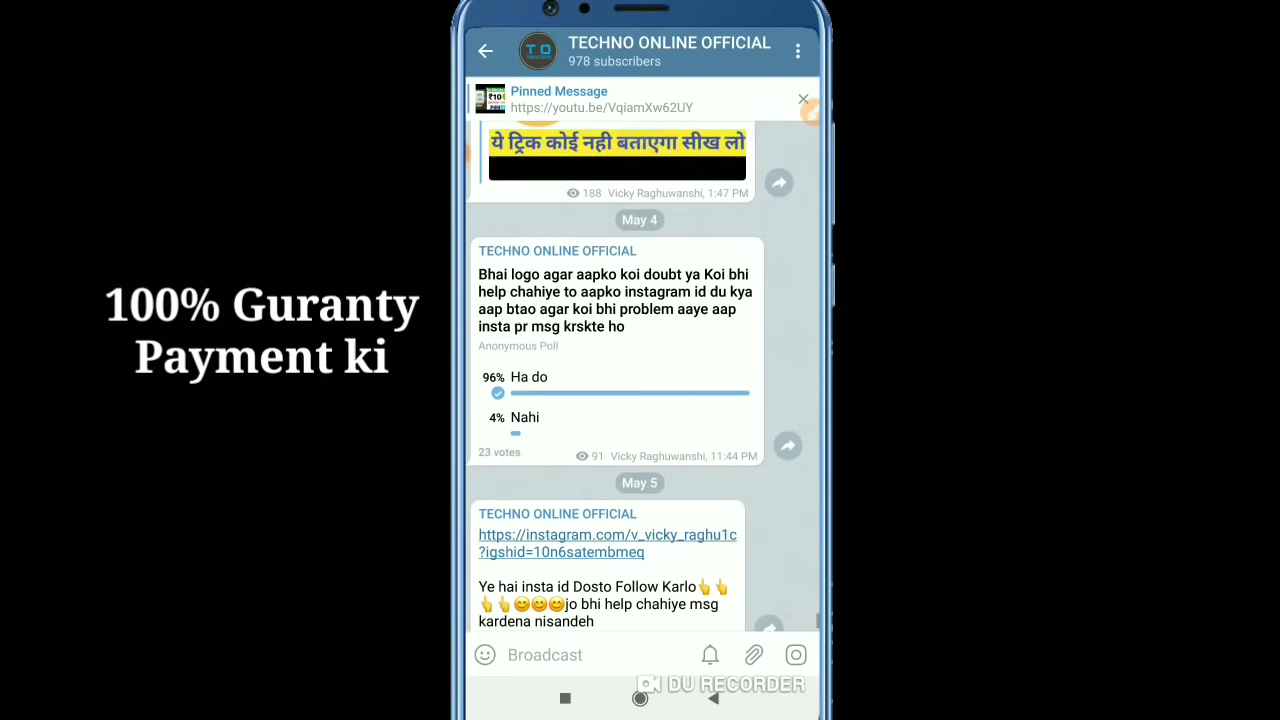 TO
TECHNO ONLINE OFFICIAL
978 subscribers
Pinned Message
https://youtu.be/VqiamXw62UY
₹10
ये ट्रिक कोई नही बताएगा सीख लो
188 Vicky Raghuwanshi, 1:47 PM
May 4
TECHNO ONLINE OFFICIAL
Bhai logo agar aapko koi doubt ya Koi bhi
help chahiye to aapko instagram id du kya
aap btao agar koi bhi problem aaye aap
insta pr msg krskte ho
Anonymous Poll
96% Ha do
4% Nahi
23 votes
91 Vicky Raghuwanshi, 11:44 PM
May 5
TECHNO ONLINE OFFICIAL
https://instagram.com/v_vicky_raghu1c
?igshid=10n6satembmeq
Ye hai insta id Dosto Follow Karlo👆👆
👆👆😊😊😊jo bhi help chahiye msg
kardena nisandeh
Broadcast
DU RECORDER
100% Guranty
Payment ki